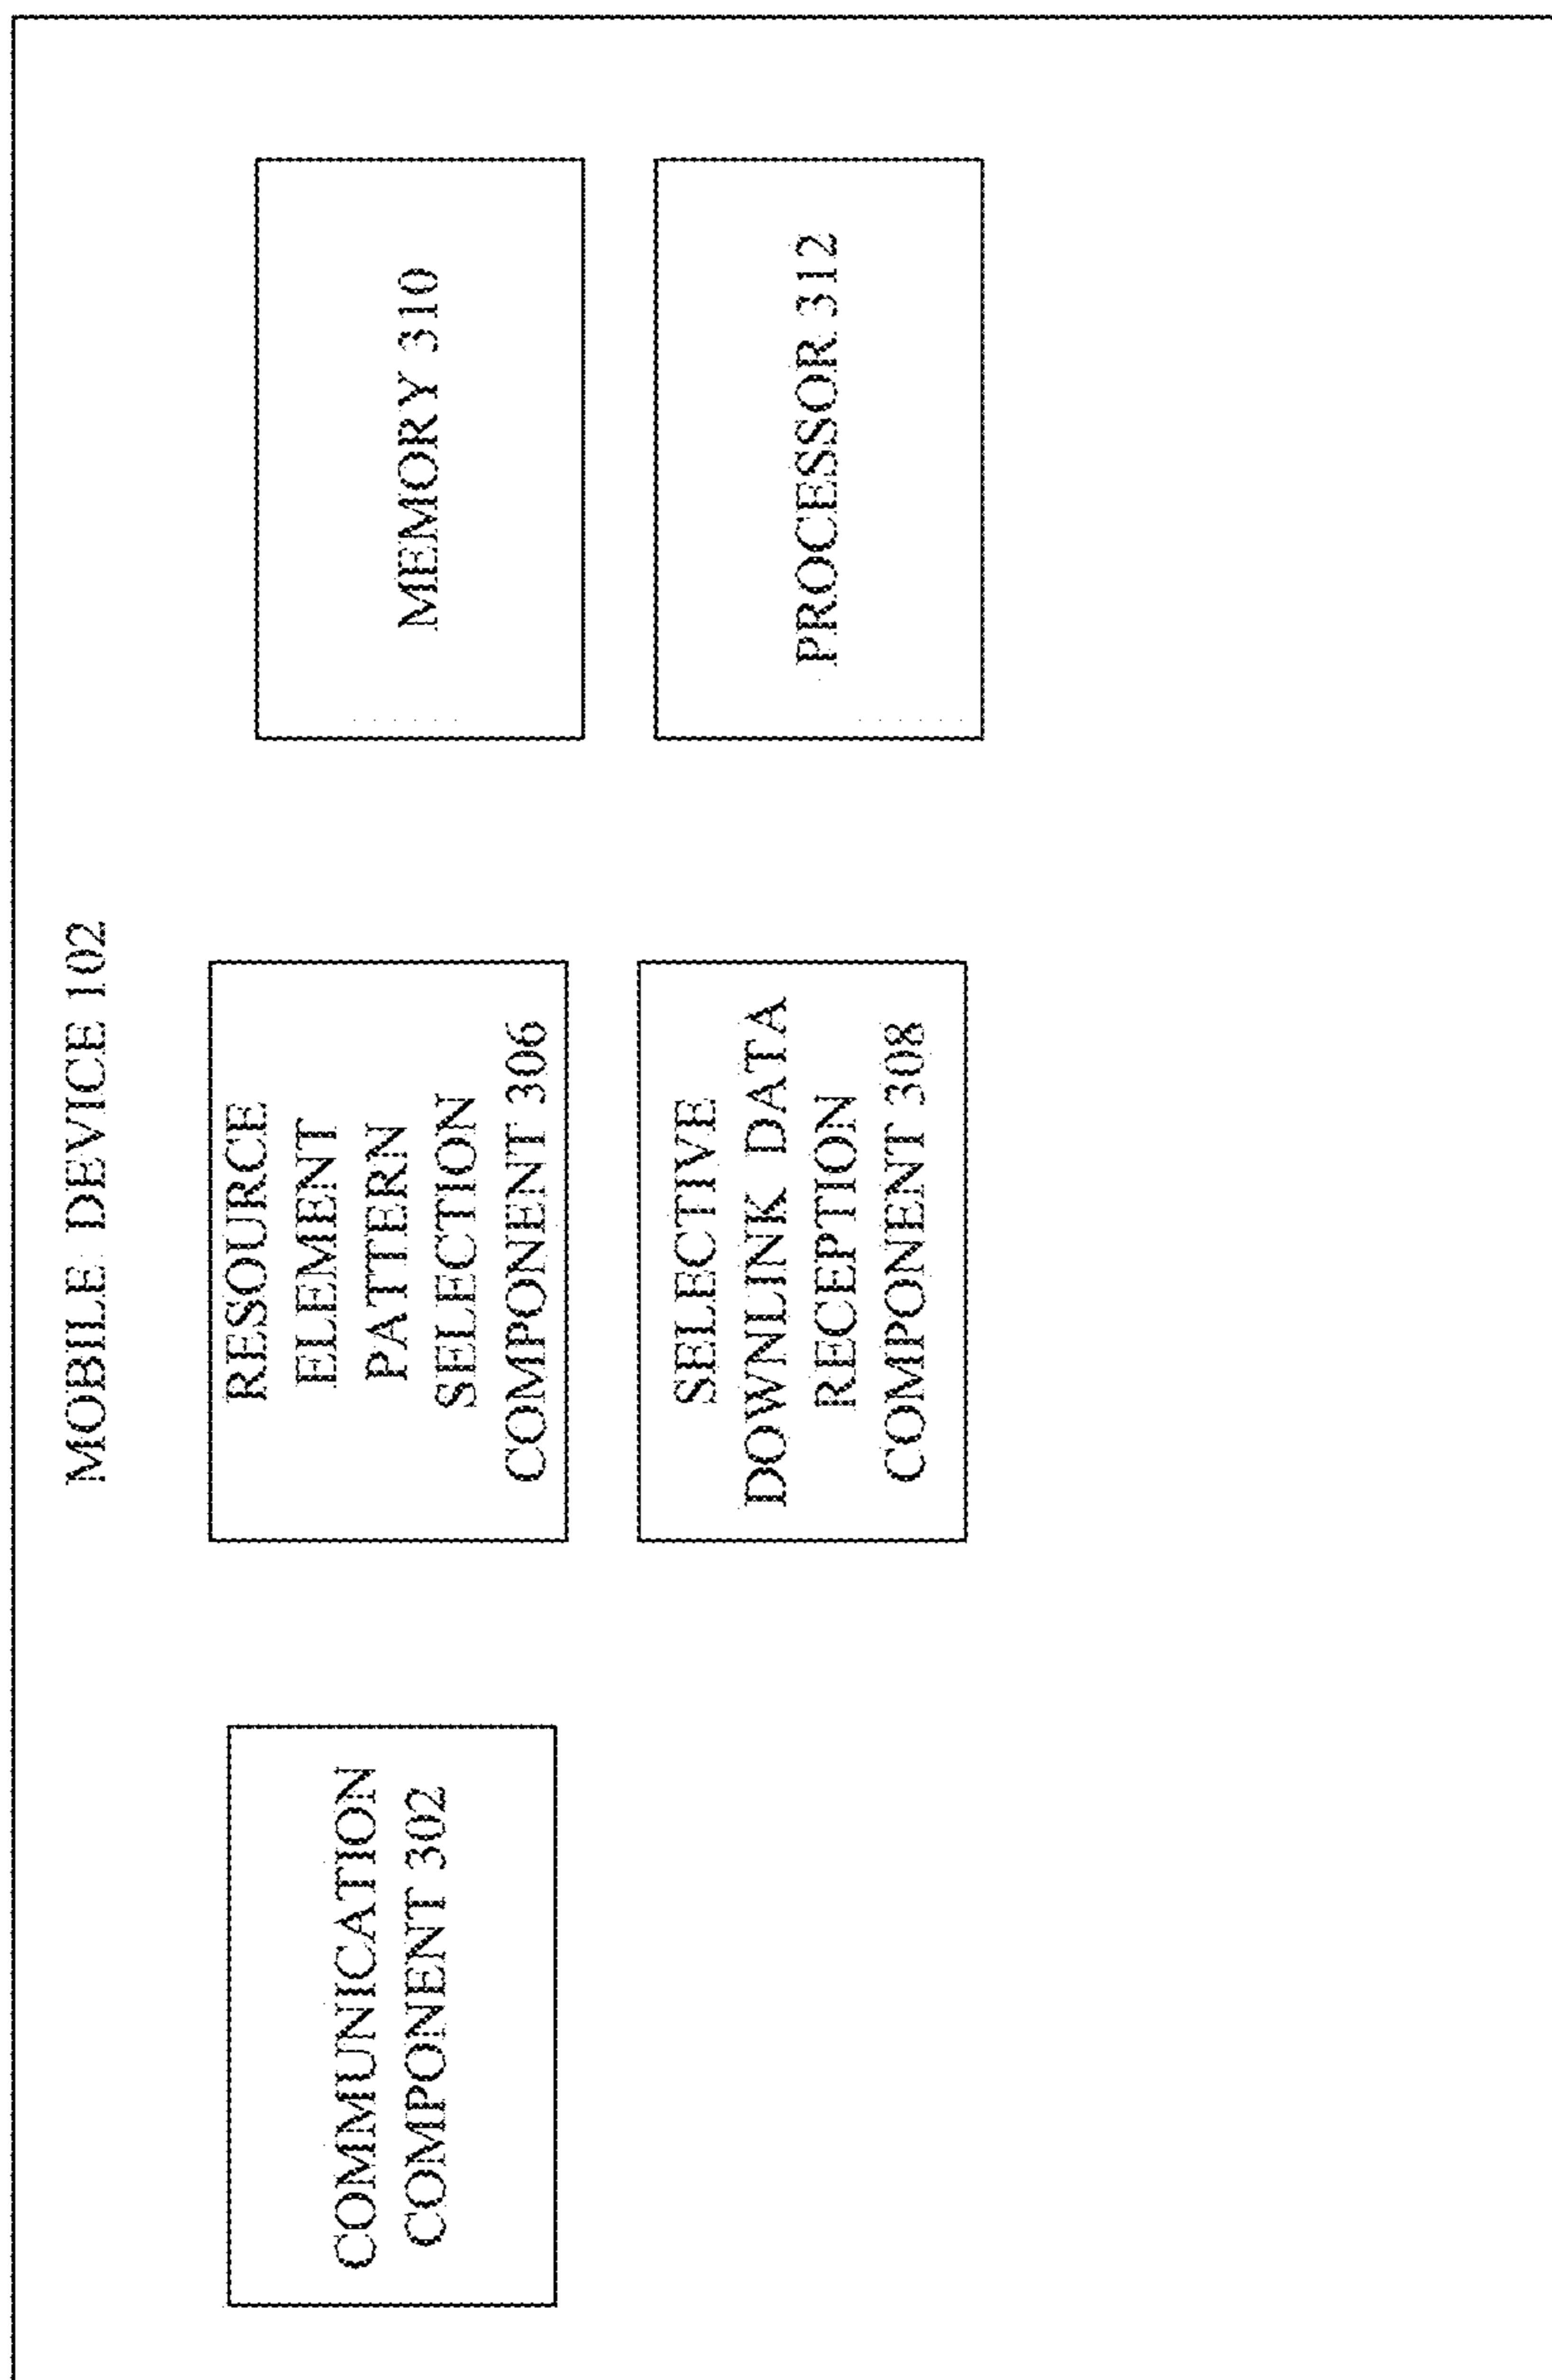 MOBILE DEVICE 102
COMMUNICATION
COMPONENT 302
RESOURCE
ELEMENT
PATTERN
SELECTION
COMPONENT 306
SELECTIVE
DOWNLINK DATA
RECEPTION
COMPONENT 308
MEMORY 310
PROCESSOR 312